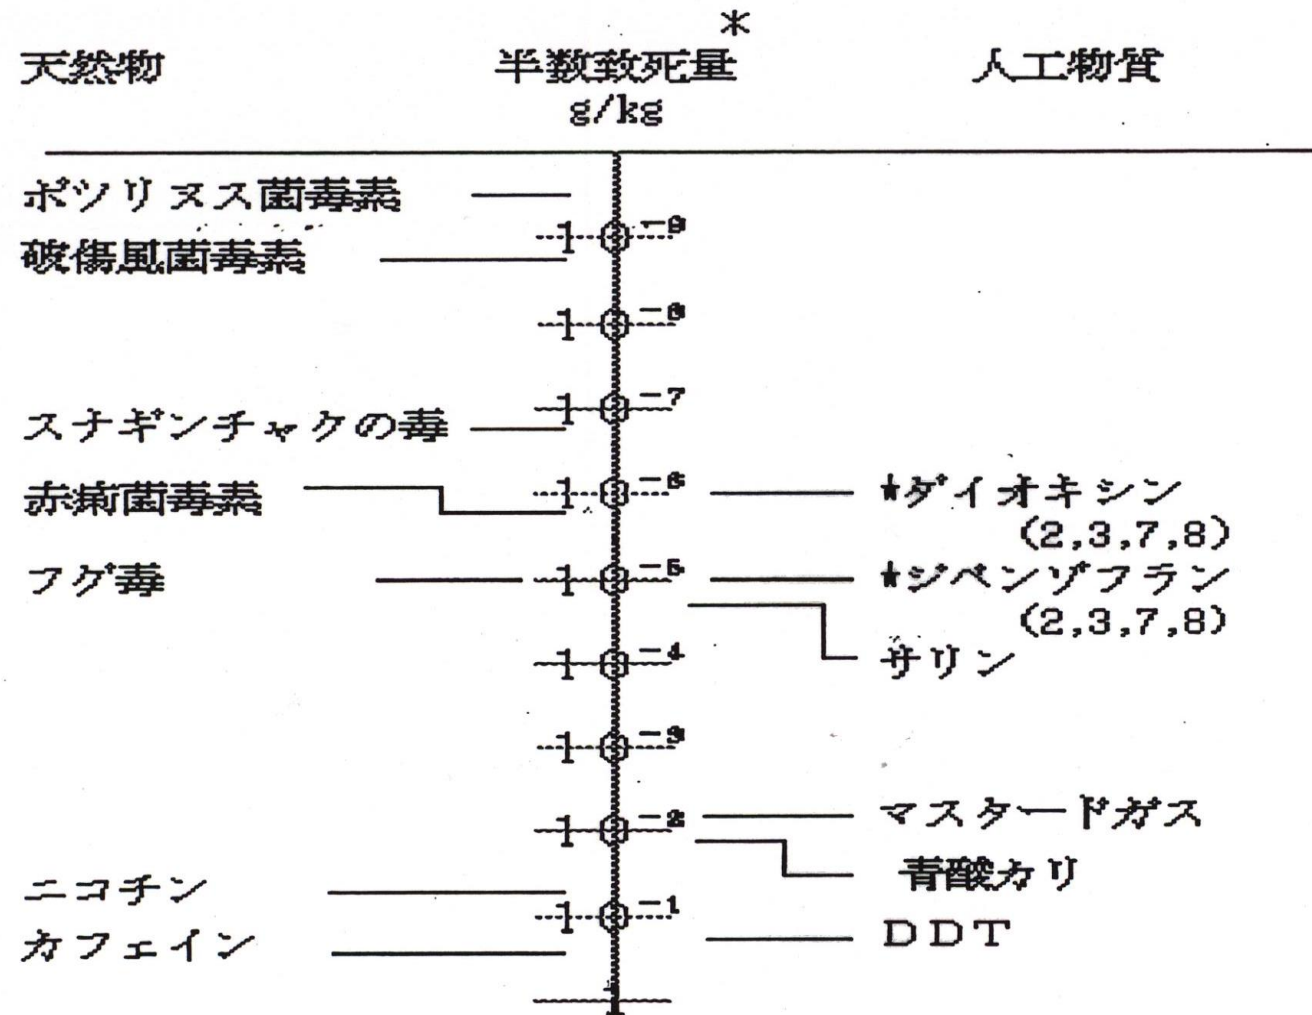 天然物 半数致死量* 人工物質
g/kg
ボツリヌス菌毒素
10⁻⁹
破傷風菌毒素
10⁻⁸
10⁻⁷
スナギンチャクの毒
赤痢菌毒素 10⁻⁶ ★ダイオキシン
(2,3,7,8)
フグ毒 10⁻⁵ ★ジベンゾフラン
(2,3,7,8)
10⁻⁴ サリン
10⁻³
マスタードガス
10⁻²
青酸カリ
ニコチン
10⁻¹
DDT
カフェイン
1